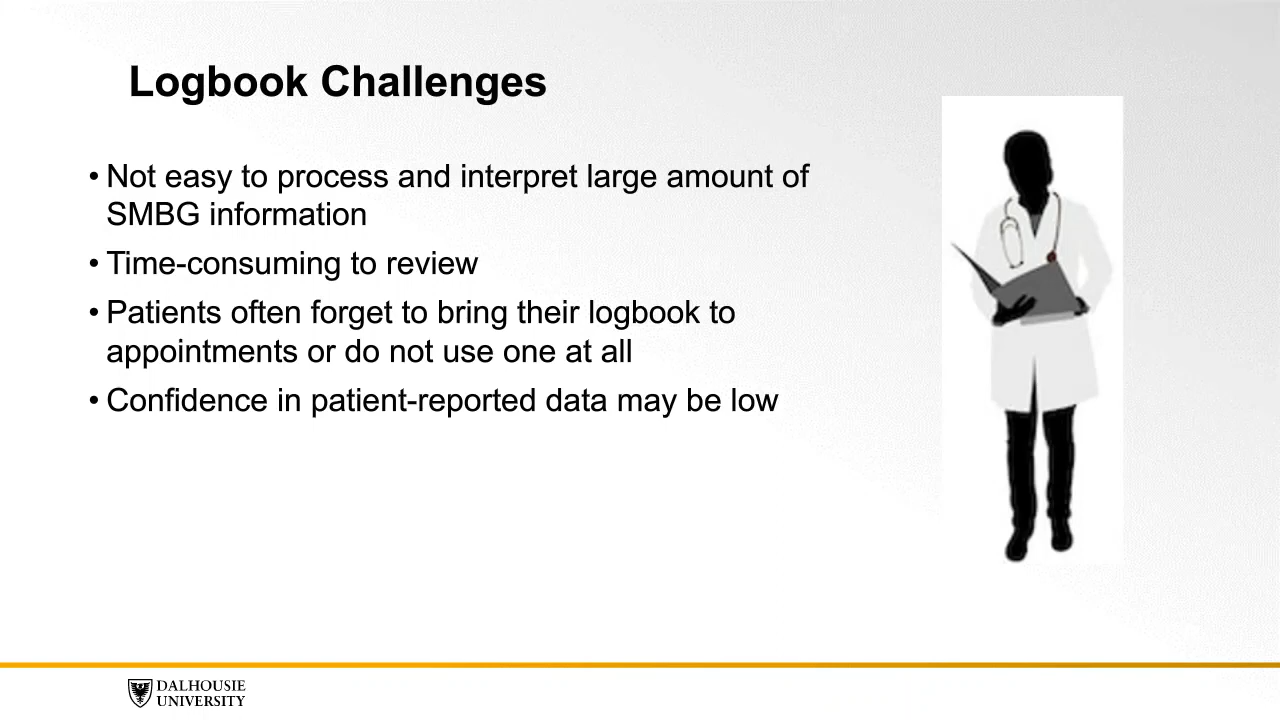 Logbook Challenges
• Not easy to process and interpret large amount of
SMBG information
• Time-consuming to review
• Patients often forget to bring their logbook to
appointments or do not use one at all
• Confidence in patient-reported data may be low
DALHOUSIE
UNIVERSITY